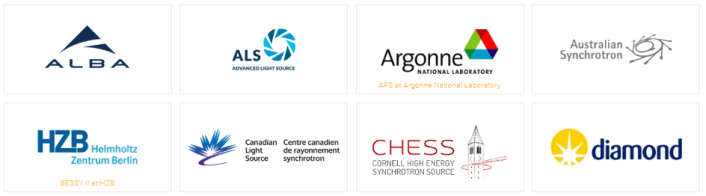 ALBA
ALS
ADVANCED LIGHT SOURCE
Argonne
NATIONAL LABORATORY
APS at Argonne National Laboratory
Australian
Synchrotron
HZB Helmholtz
Zentrum Berlin
BESSY II at HZB
Canadian
Light
Source
Centre canadien
de rayonnement
synchrotron
CHESS
CORNELL HIGH ENERGY
SYNCHROTRON SOURCE
diamond